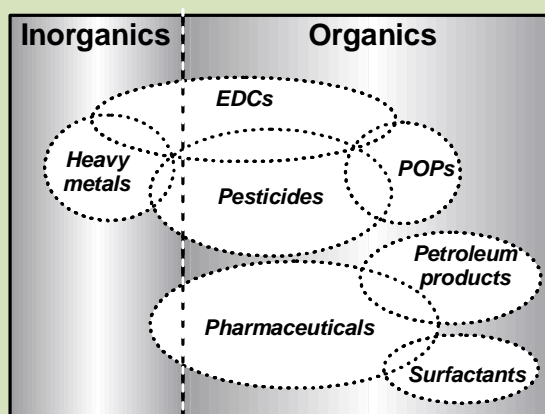 Inorganics
Organics
EDCs
Heavy
metals
POPs
Pesticides
Petroleum
products
Pharmaceuticals
Surfactants